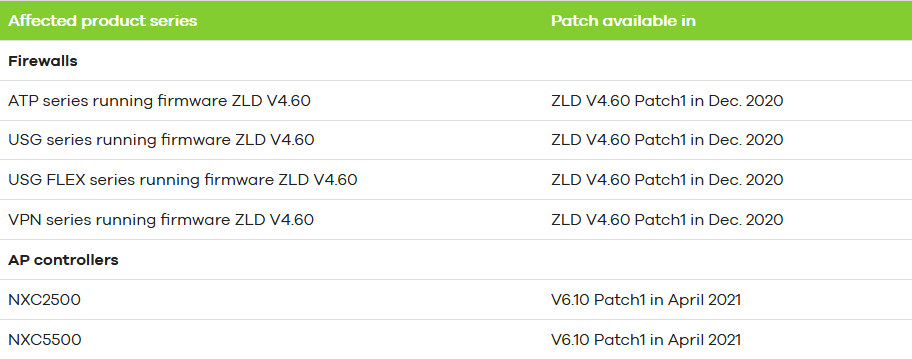 Affected product series Patch available in
Firewalls
ATP series running firmware ZLD V4.60 ZLD V4.60 Patch1 in Dec. 2020
USG series running firmware ZLD V4.60 ZLD V4.60 Patch1 in Dec. 2020
USG FLEX series running firmware ZLD V4.60 ZLD V4.60 Patch1 in Dec. 2020
VPN series running firmware ZLD V4.60 ZLD V4.60 Patch1 in Dec. 2020
AP controllers
NXC2500 V6.10 Patch1 in April 2021
NXC5500 V6.10 Patch1 in April 2021